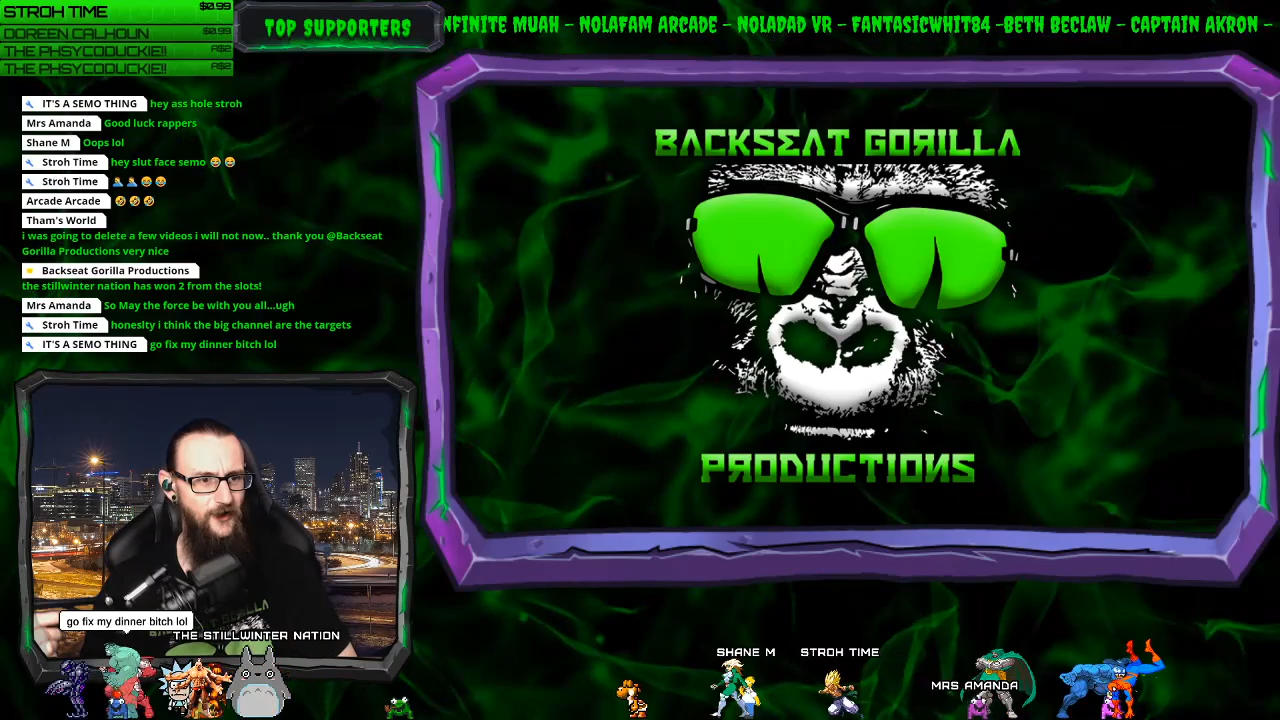 STROH TIME $0.99
DOREEN CALHOUN $0.99
THE PHSYCODUCKIE!! A$2
THE PHSYCODUCKIE!! A$2
TOP SUPPORTERS
NFINITE MUAH - NOLAFAM ARCADE - NOLADAD VR - FANTASICWHIT84 -BETH BECLAW - CAPTAIN AKRON -
IT'S A SEMO THING hey ass hole stroh
Mrs Amanda Good luck rappers
Shane M Oops lol
Stroh Time hey slut face semo 😂😂
Stroh Time 🤦🤦😂😂
Arcade Arcade 🤣🤣🤣
Tham's World
i was going to delete a few videos i will not now.. thank you @Backseat
Gorilla Productions very nice
Backseat Gorilla Productions
the stillwinter nation has won 2 from the slots!
Mrs Amanda So May the force be with you all...ugh
Stroh Time honeslty i think the big channel are the targets
IT'S A SEMO THING go fix my dinner bitch lol
BACKSEAT GORILLA
PRODUCTIONS
go fix my dinner bitch lol
THE STILLWINTER NATION
SHANE M
STROH TIME
MRS AMANDA